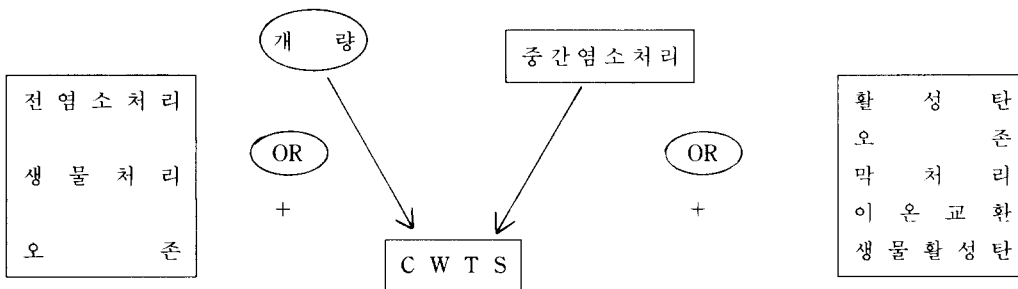 개 량
중간염소처리
전염소처리
생물처리
오 존
OR
+
CWTS
OR
+
활 성 탄
오 존
막 처 리
이온교환
생물활성탄